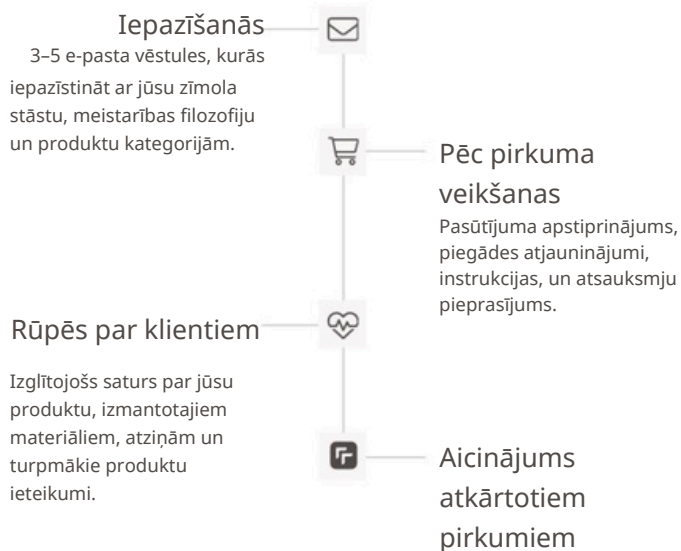 Iepazīšanās
3–5 e-pasta vēstules, kurās
iepazīstināt ar jūsu zīmola
stāstu, meistarības filozofiju
un produktu kategorijām.
Pēc pirkuma
veikšanas
Pasūtījuma apstiprinājums,
piegādes atjauninājumi,
instrukcijas, un atsauksmju
pieprasījums.
Rūpēs par klientiem
Izglītojošs saturs par jūsu
produktu, izmantotajiem
materiāliem, atziņām un
turpmākie produktu
ieteikumi.
Aicinājums
atkārtotiem
pirkumiem